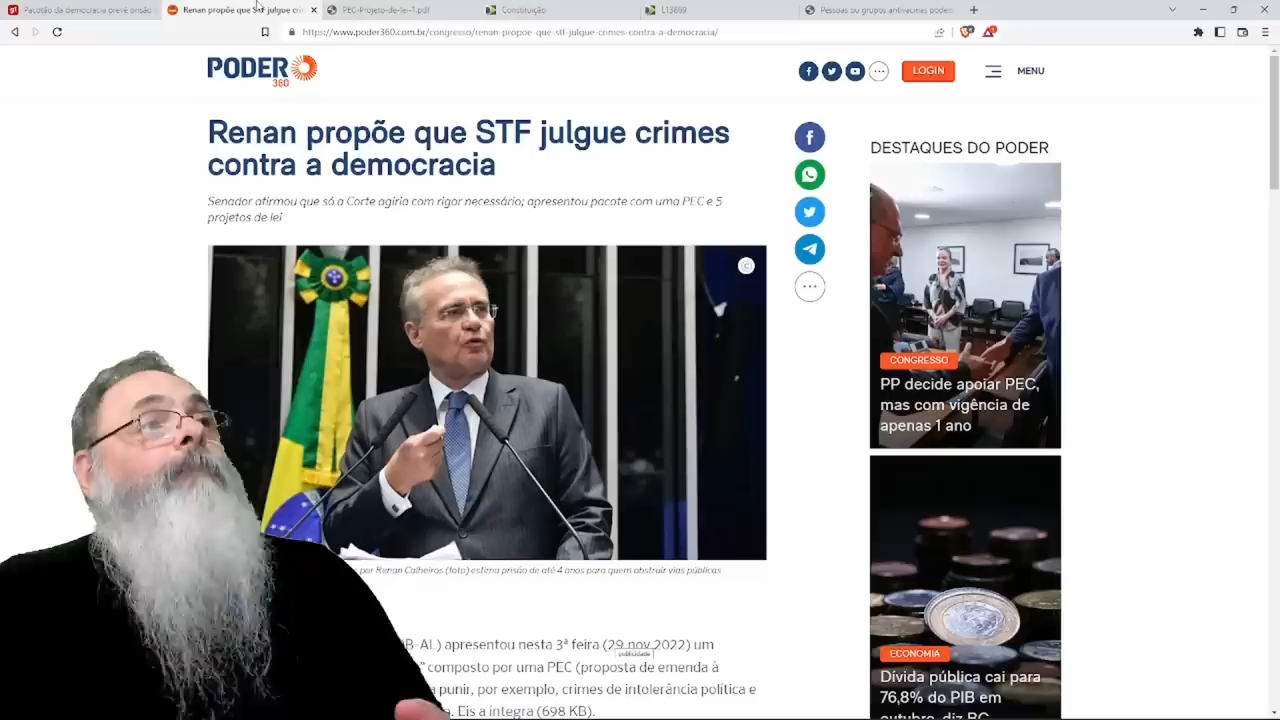 Pacotão da democracia prevê prisão
Renan propõe que STF julgue cri
PEC-Projeto-de-lei-1.pdf
Constituição
L13869
Pessoas ou grupos antivacinas podem
https://www.poder360.com.br/congresso/renan-propoe-que-stf-julgue-crimes-contra-a-democracia/
PODER
360
LOGIN
MENU
Renan propõe que STF julgue crimes
contra a democracia
Senador afirmou que só a Corte agiria com rigor necessário; apresentou pacote com uma PEC e 5
projetos de lei
por Renan Calheiros (foto) estima prisão de até 4 anos para quem obstruir vias públicas
B-AL) apresentou nesta 3ª feira (29.nov.2022) um
publicidade
" composto por uma PEC (proposta de emenda à
a punir, por exemplo, crimes de intolerância política e
. Eis a íntegra (698 KB).
DESTAQUES DO PODER
CONGRESSO
PP decide apoiar PEC,
mas com vigência de
apenas 1 ano
ECONOMIA
Dívida pública cai para
76,8% do PIB em
outubro, diz BC